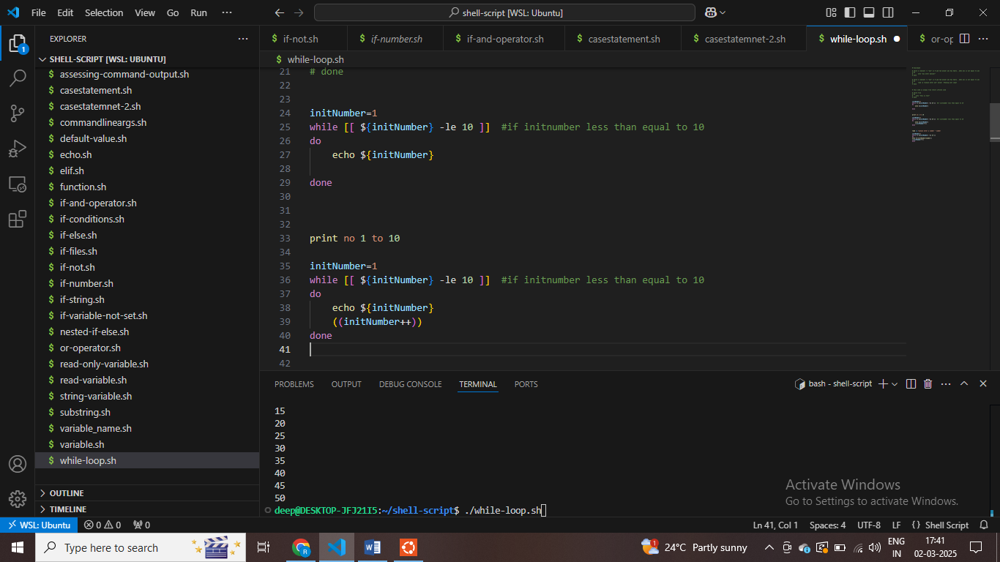 File Edit Selection View Go Run ··· shell-script [WSL: Ubuntu]
EXPLORER ···
SHELL-SCRIPT [WSL: UBUNTU]
$ assessing-command-output.sh
$ casestatement.sh
$ casestatemnet-2.sh
$ commandlineargs.sh
$ default-value.sh
$ echo.sh
$ elif.sh
$ function.sh
$ if-and-operator.sh
$ if-conditions.sh
$ if-else.sh
$ if-files.sh
$ if-not.sh
$ if-number.sh
$ if-string.sh
$ if-variable-not-set.sh
$ nested-if-else.sh
$ or-operator.sh
$ read-only-variable.sh
$ read-variable.sh
$ string-variable.sh
$ substring.sh
$ variable_name.sh
$ variable.sh
$ while-loop.sh
OUTLINE
TIMELINE
1
$ if-not.sh $ if-number.sh $ if-and-operator.sh $ casestatement.sh $ casestatemnet-2.sh $ while-loop.sh $ or-op
$ while-loop.sh
21 # done
22
23
24 initNumber=1
25 while [[ ${initNumber} -le 10 ]]  #if initnumber less than equal to 10
26 do
27     echo ${initNumber}
28
29 done
30
31
32
33 print no 1 to 10
34
35 initNumber=1
36 while [[ ${initNumber} -le 10 ]]  #if initnumber less than equal to 10
37 do
38     echo ${initNumber}
39     ((initNumber++))
40 done
41
42
PROBLEMS OUTPUT DEBUG CONSOLE TERMINAL PORTS bash - shell-script
15
20
25
30
35
40
45
50
deep@DESKTOP-JFJ21I5:~/shell-script$ ./while-loop.sh
Activate Windows
Go to Settings to activate Windows.
WSL: Ubuntu 0 0 0 Ln 41, Col 1 Spaces: 4 UTF-8 LF {} Shell Script
Type here to search 24°C Partly sunny ENG IN 17:41 02-03-2025